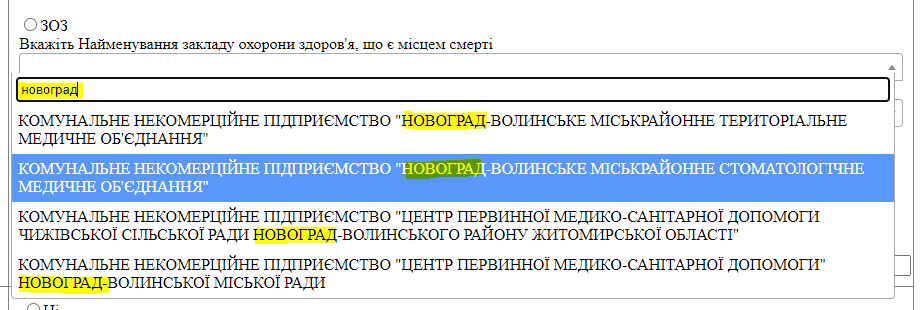 ЗОЗ
Вкажіть Найменування закладу охорони здоров'я, що є місцем смерті
новоград
КОМУНАЛЬНЕ НЕКОМЕРЦІЙНЕ ПІДПРИЄМСТВО "НОВОГРАД-ВОЛИНСЬКЕ МІСЬКРАЙОННЕ ТЕРИТОРІАЛЬНЕ
МЕДИЧНЕ ОБ'ЄДНАННЯ"
КОМУНАЛЬНЕ НЕКОМЕРЦІЙНЕ ПІДПРИЄМСТВО "НОВОГРАД-ВОЛИНСЬКЕ МІСЬКРАЙОННЕ СТОМАТОЛОГІЧНЕ
МЕДИЧНЕ ОБ'ЄДНАННЯ"
КОМУНАЛЬНЕ НЕКОМЕРЦІЙНЕ ПІДПРИЄМСТВО "ЦЕНТР ПЕРВИННОЇ МЕДИКО-САНІТАРНОЇ ДОПОМОГИ
ЧИЖІВСЬКОЇ СІЛЬСЬКОЇ РАДИ НОВОГРАД-ВОЛИНСЬКОГО РАЙОНУ ЖИТОМИРСЬКОЇ ОБЛАСТІ"
КОМУНАЛЬНЕ НЕКОМЕРЦІЙНЕ ПІДПРИЄМСТВО "ЦЕНТР ПЕРВИННОЇ МЕДИКО-САНІТАРНОЇ ДОПОМОГИ"
НОВОГРАД-ВОЛИНСЬКОЇ МІСЬКОЇ РАДИ